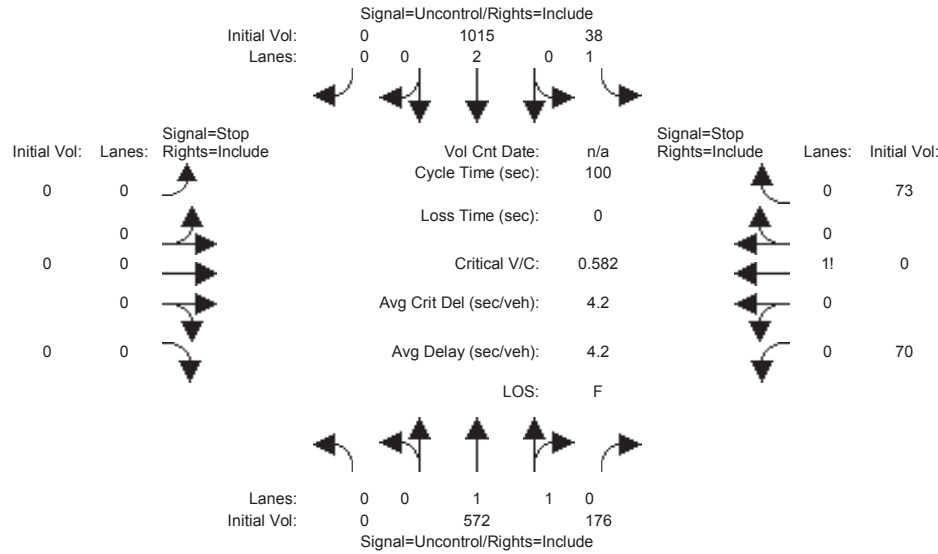 Signal=Uncontrol/Rights=Include
Initial Vol: 0 1015 38
Lanes: 0 0 2 0 1
Signal=Stop Signal=Stop
Initial Vol: Lanes: Rights=Include Vol Cnt Date: n/a Rights=Include Lanes: Initial Vol:
Cycle Time (sec): 100
0 0 0 73
Loss Time (sec): 0
0 0
0 0 Critical V/C: 0.582 1! 0
0 Avg Crit Del (sec/veh): 4.2 0
0 0 Avg Delay (sec/veh): 4.2 0 70
LOS: F
Lanes: 0 0 1 1 0
Initial Vol: 0 572 176
Signal=Uncontrol/Rights=Include